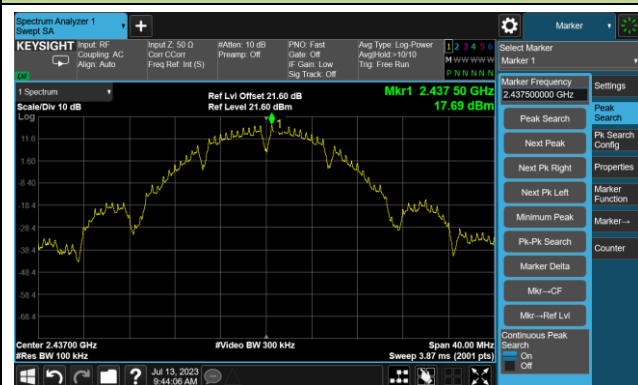 Spectrum Analyzer 1
Swept SA
+
Marker
KEYSIGHT
Input: RF
Coupling: AC
Align: Auto
Input Z: 50 Ω
Corr CCorr
Freq Ref: Int (S)
#Atten: 10 dB
Preamp: Off
PNO: Fast
Gate: Off
IF Gain: Low
Sig Track: Off
Avg Type: Log-Power
Avg|Hold:>10/10
Trig: Free Run
1 2 3 4 5 6
M W W W W W
P N N N N N
Select Marker
Marker 1
1 Spectrum
Scale/Div 10 dB
Log
Ref Lvl Offset 21.60 dB
Ref Level 21.60 dBm
Mkr1 2.437 50 GHz
17.69 dBm
1
11.6
1.60
-8.40
-18.4
-28.4
-38.4
-48.4
-58.4
-68.4
Center 2.43700 GHz
#Res BW 100 kHz
#Video BW 300 kHz
Span 40.00 MHz
Sweep 3.87 ms (2001 pts)
Marker Frequency
2.437500000 GHz
Peak Search
Next Peak
Next Pk Right
Next Pk Left
Minimum Peak
Pk-Pk Search
Marker Delta
Mkr→CF
Mkr→Ref Lvl
Continuous Peak
Search
On
Off
Settings
Peak
Search
Pk Search
Config
Properties
Marker
Function
Marker→
Counter
?
Jul 13, 2023
9:44:06 AM